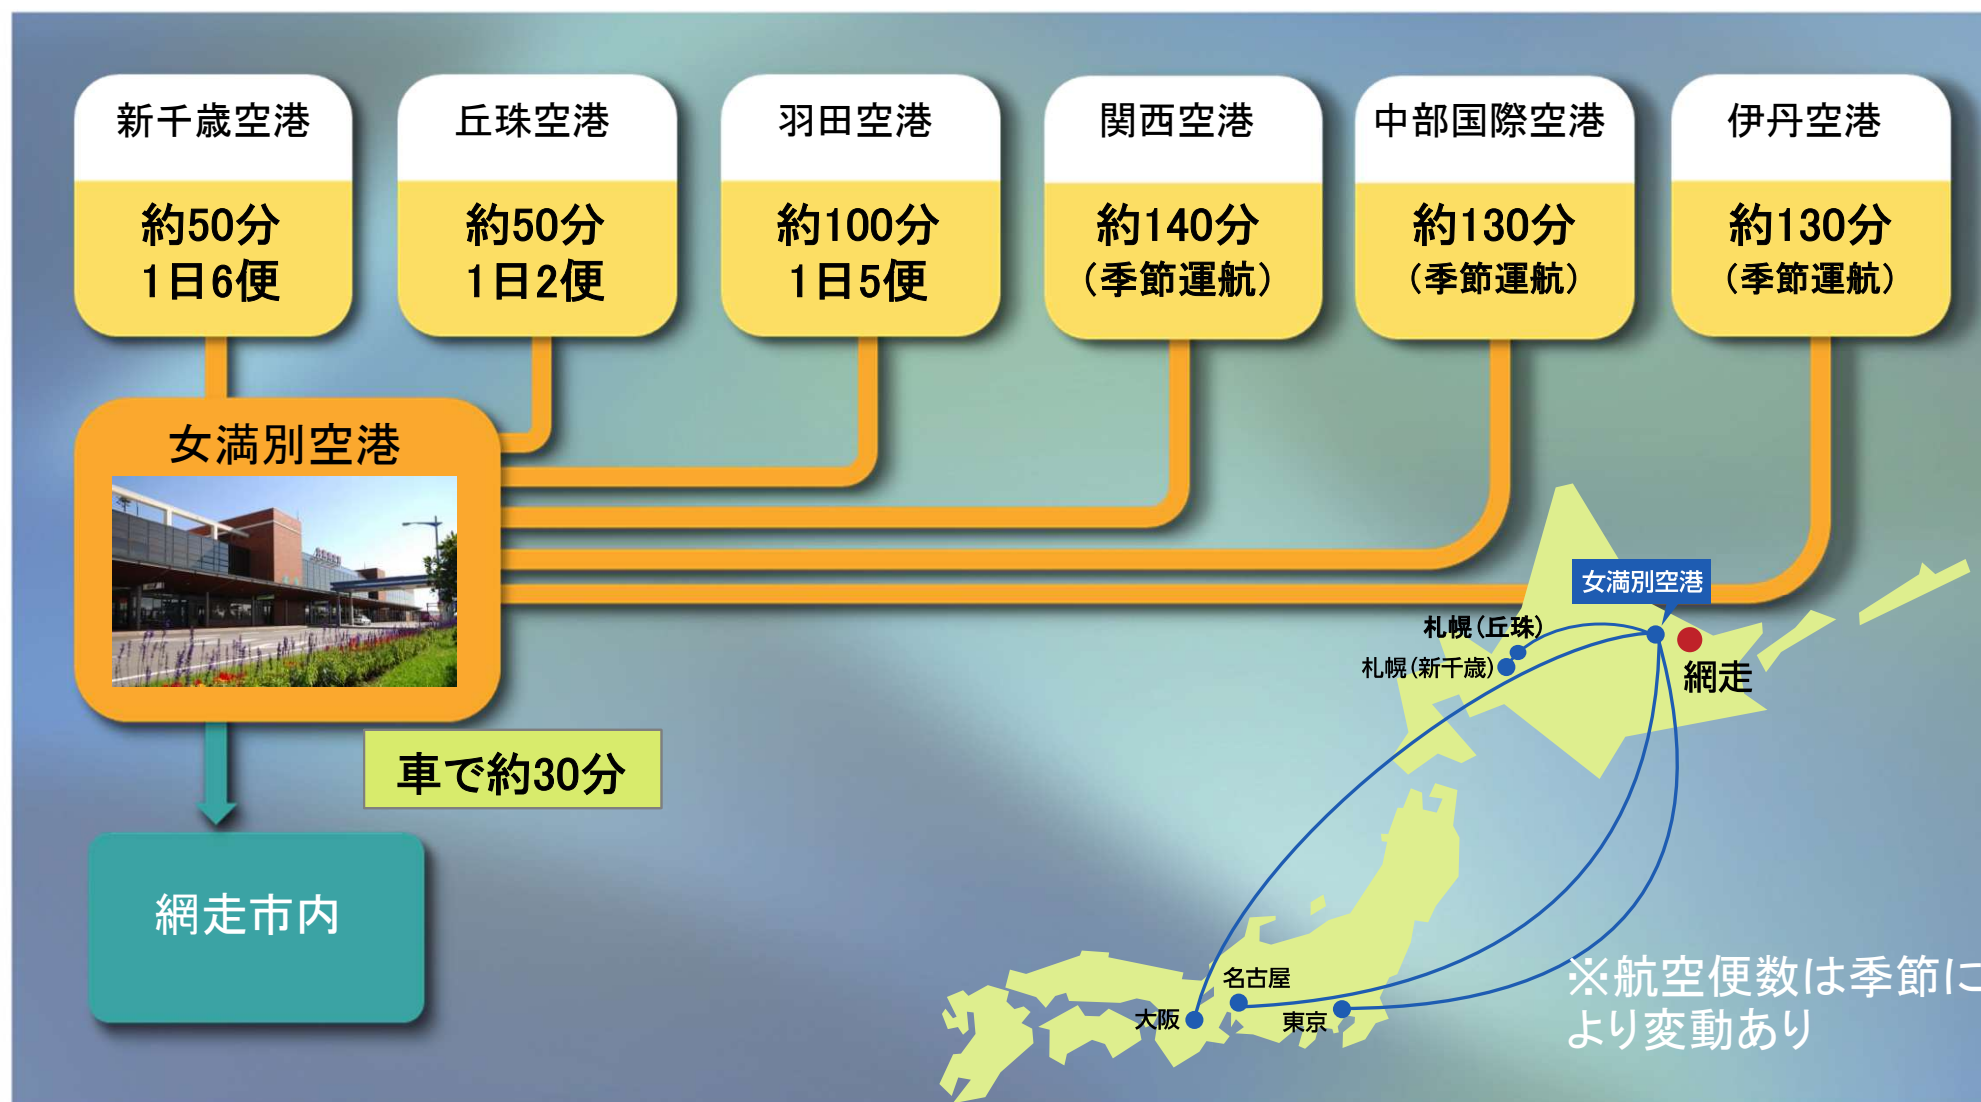 新千歳空港
約50分
1日6便
丘珠空港
約50分
1日2便
羽田空港
約100分
1日5便
関西空港
約140分
（季節運航）
中部国際空港
約130分
（季節運航）
伊丹空港
約130分
（季節運航）
女満別空港
車で約30分
網走市内
女満別空港
札幌（丘珠）
札幌（新千歳）
網走
名古屋
大阪
東京
※航空便数は季節に
より変動あり